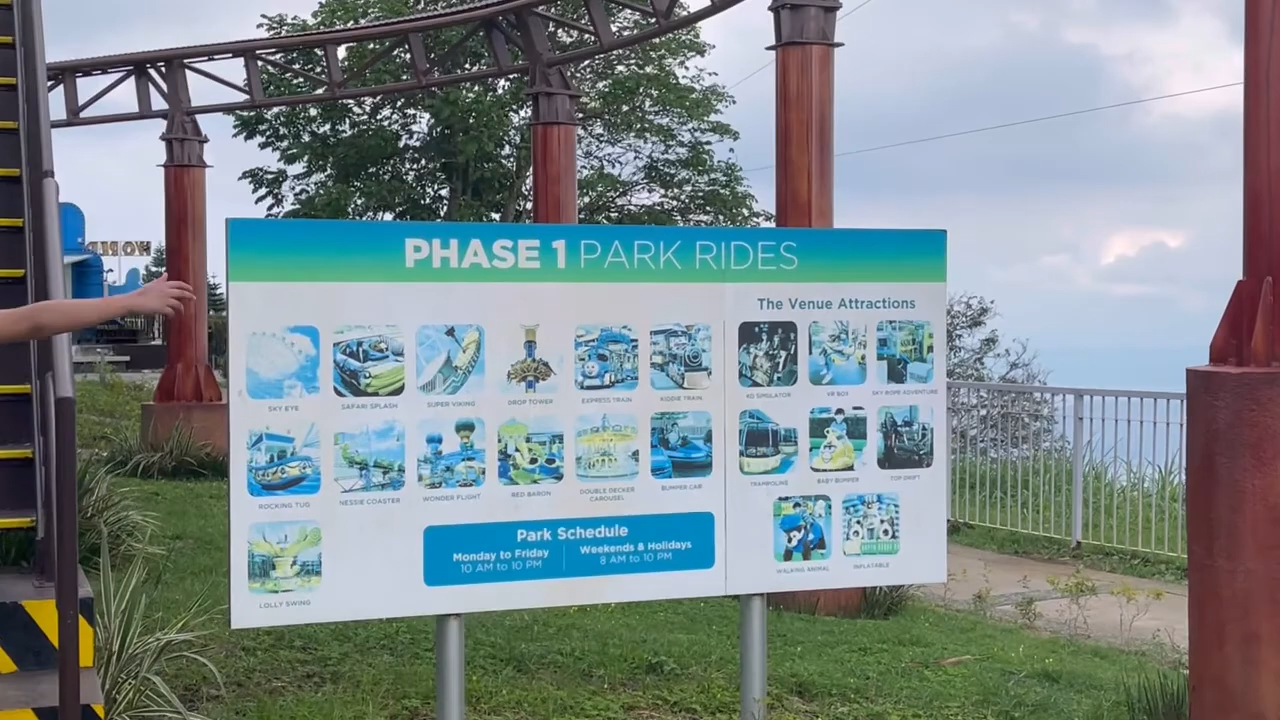 WORLD
PHASE 1 PARK RIDES
The Venue Attractions
SKY EYE
SAFARI SPLASH
SUPER VIKING
DROP TOWER
EXPRESS TRAIN
KIDDIE TRAIN
XD SIMULATOR
VR BOX
SKY ROPE ADVENTURE
ROCKING TUG
NESSIE COASTER
WONDER FLIGHT
RED BARON
DOUBLE DECKER
CAROUSEL
BUMPER CAR
TRAMPOLINE
BABY BUMPER
TOP DRIFT
LOLLY SWING
Park Schedule
Monday to Friday
10 AM to 10 PM
Weekends & Holidays
8 AM to 10 PM
WALKING ANIMAL
INFLATABLE